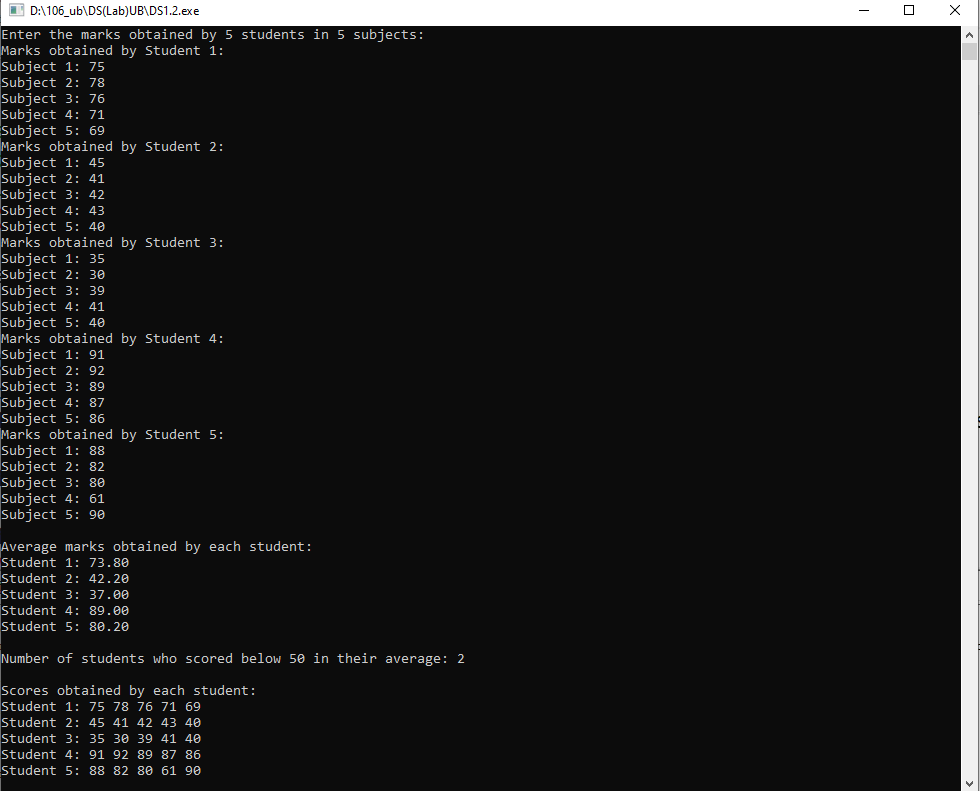 D:\106_ub\DS(Lab)UB\DS1.2.exe
Enter the marks obtained by 5 students in 5 subjects:
Marks obtained by Student 1:
Subject 1: 75
Subject 2: 78
Subject 3: 76
Subject 4: 71
Subject 5: 69
Marks obtained by Student 2:
Subject 1: 45
Subject 2: 41
Subject 3: 42
Subject 4: 43
Subject 5: 40
Marks obtained by Student 3:
Subject 1: 35
Subject 2: 30
Subject 3: 39
Subject 4: 41
Subject 5: 40
Marks obtained by Student 4:
Subject 1: 91
Subject 2: 92
Subject 3: 89
Subject 4: 87
Subject 5: 86
Marks obtained by Student 5:
Subject 1: 88
Subject 2: 82
Subject 3: 80
Subject 4: 61
Subject 5: 90
Average marks obtained by each student:
Student 1: 73.80
Student 2: 42.20
Student 3: 37.00
Student 4: 89.00
Student 5: 80.20
Number of students who scored below 50 in their average: 2
Scores obtained by each student:
Student 1: 75 78 76 71 69
Student 2: 45 41 42 43 40
Student 3: 35 30 39 41 40
Student 4: 91 92 89 87 86
Student 5: 88 82 80 61 90